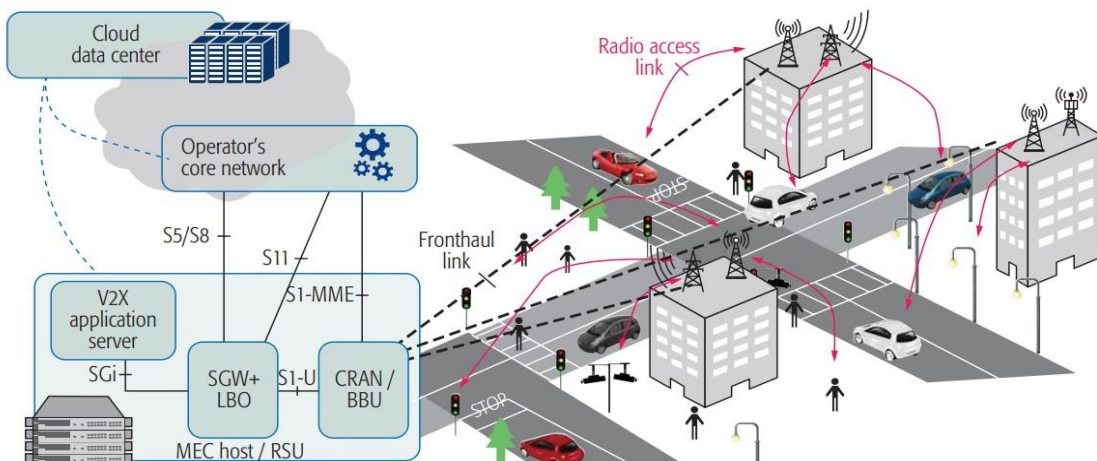 Cloud
data center
Operator's
core network
S5/S8
S11
S1-MME
V2X
application
server
SGi
SGW+
LBO
S1-U
CRAN /
BBU
MEC host / RSU
Fronthaul
link
Radio access
link
STOP
STOP